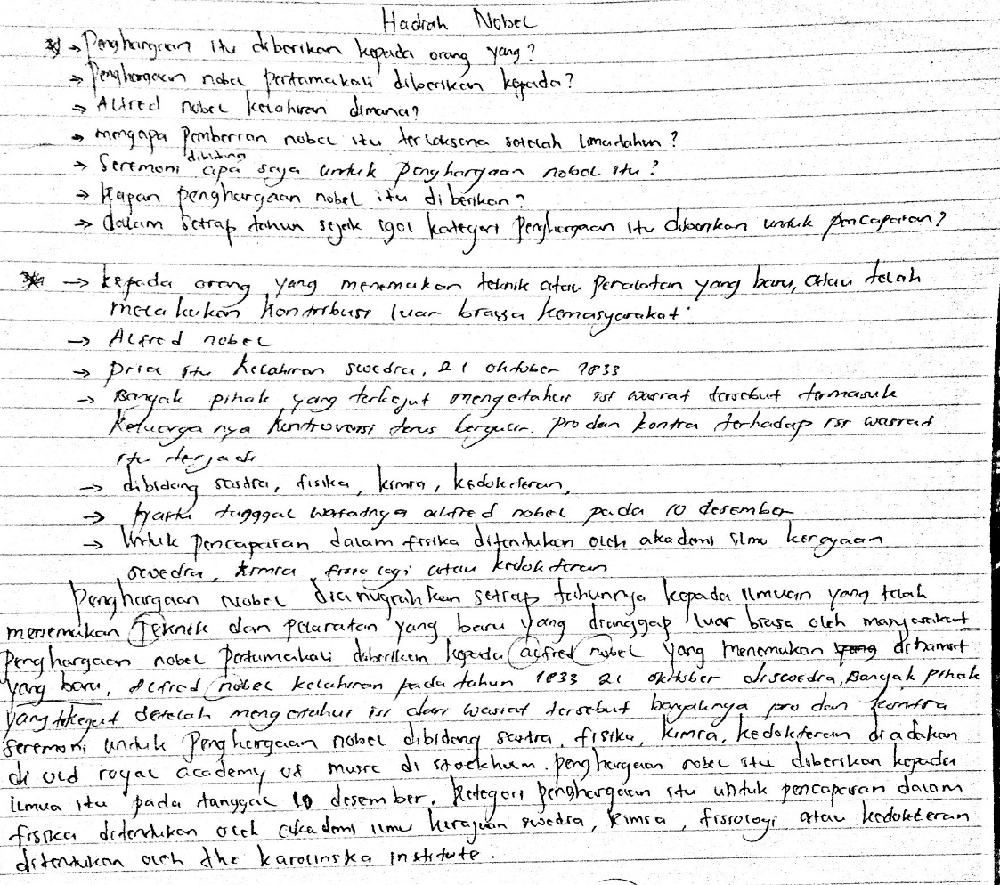 Hadiah Nobel
→ Penghargaan itu diberikan kepada orang yang?
→ Penghargaan nobel pertamakali diberikan kepada?
→ Alfred nobel kelahiran dimana?
→ mengapa Pemberian nobel itu terlaksana setelah limatahun?
→ Seremoni dibidang apa saja untuk penghargaan nobel itu?
→ Kapan penghargaan nobel itu diberikan?
→ dalam setiap tahun sejak 1901 kategori Penghargaan itu diberikan untuk pencapaian?
→ kepada orang yang menemukan teknik atau Peralatan yang baru, atau telah
melakukan kontribusi luar biaysa kemasyarakat.
→ Alfred nobel
→ pria itu kelahiran swedia, 21 oktober 1833
→ Banyak pihak yang terkejut mengetahui isi wasiat tersebut termasuk
keluarga nya kontroversi terus bergulir. pro dan kontra terhadap isi wasiat
itu terjadi
→ dibidang sastra, fisika, kimia, kedokteran,
→ tanggal wafatnya alfred nobel pada 10 desember
→ Untuk pencapaian dalam fisika ditentukan oleh akademi ilmu kerajaan
swedia, kimia, fisiologi atau kedokteran
Penghargaan Nobel dianugrahkan setiap tahunnya kepada ilmuan yang telah
menemukan Teknik dan pelaratan yang baru yang dianggap luar biasa oleh masyarakat
Penghargaan nobel Pertamakali diberikan kepada alfred nobel yang menemukan yang dinamit
yang baru, Alfred nobel kelahiran pada tahun 1833 21 oktober diswedia, Banyak pihak
yang tekejut setelah mengetahui isi dari wasiat tersebut banyaknya pro dan kontra
seremoni untuk Penghargaan nobel dibidang sastra, fisika, kimia, kedokteran diadakan
di old royal academy of music di stockhum. penghargaan nobel itu diberikan kepada
ilmua itu pada tanggal 10 desember. kategori penghargaan itu untuk pencapaian dalam
fisika ditentukan oleh akademi ilmu kerajaan swedia, kimia, fissologi atau kedokteran
ditentukan oleh the karolinska institute.